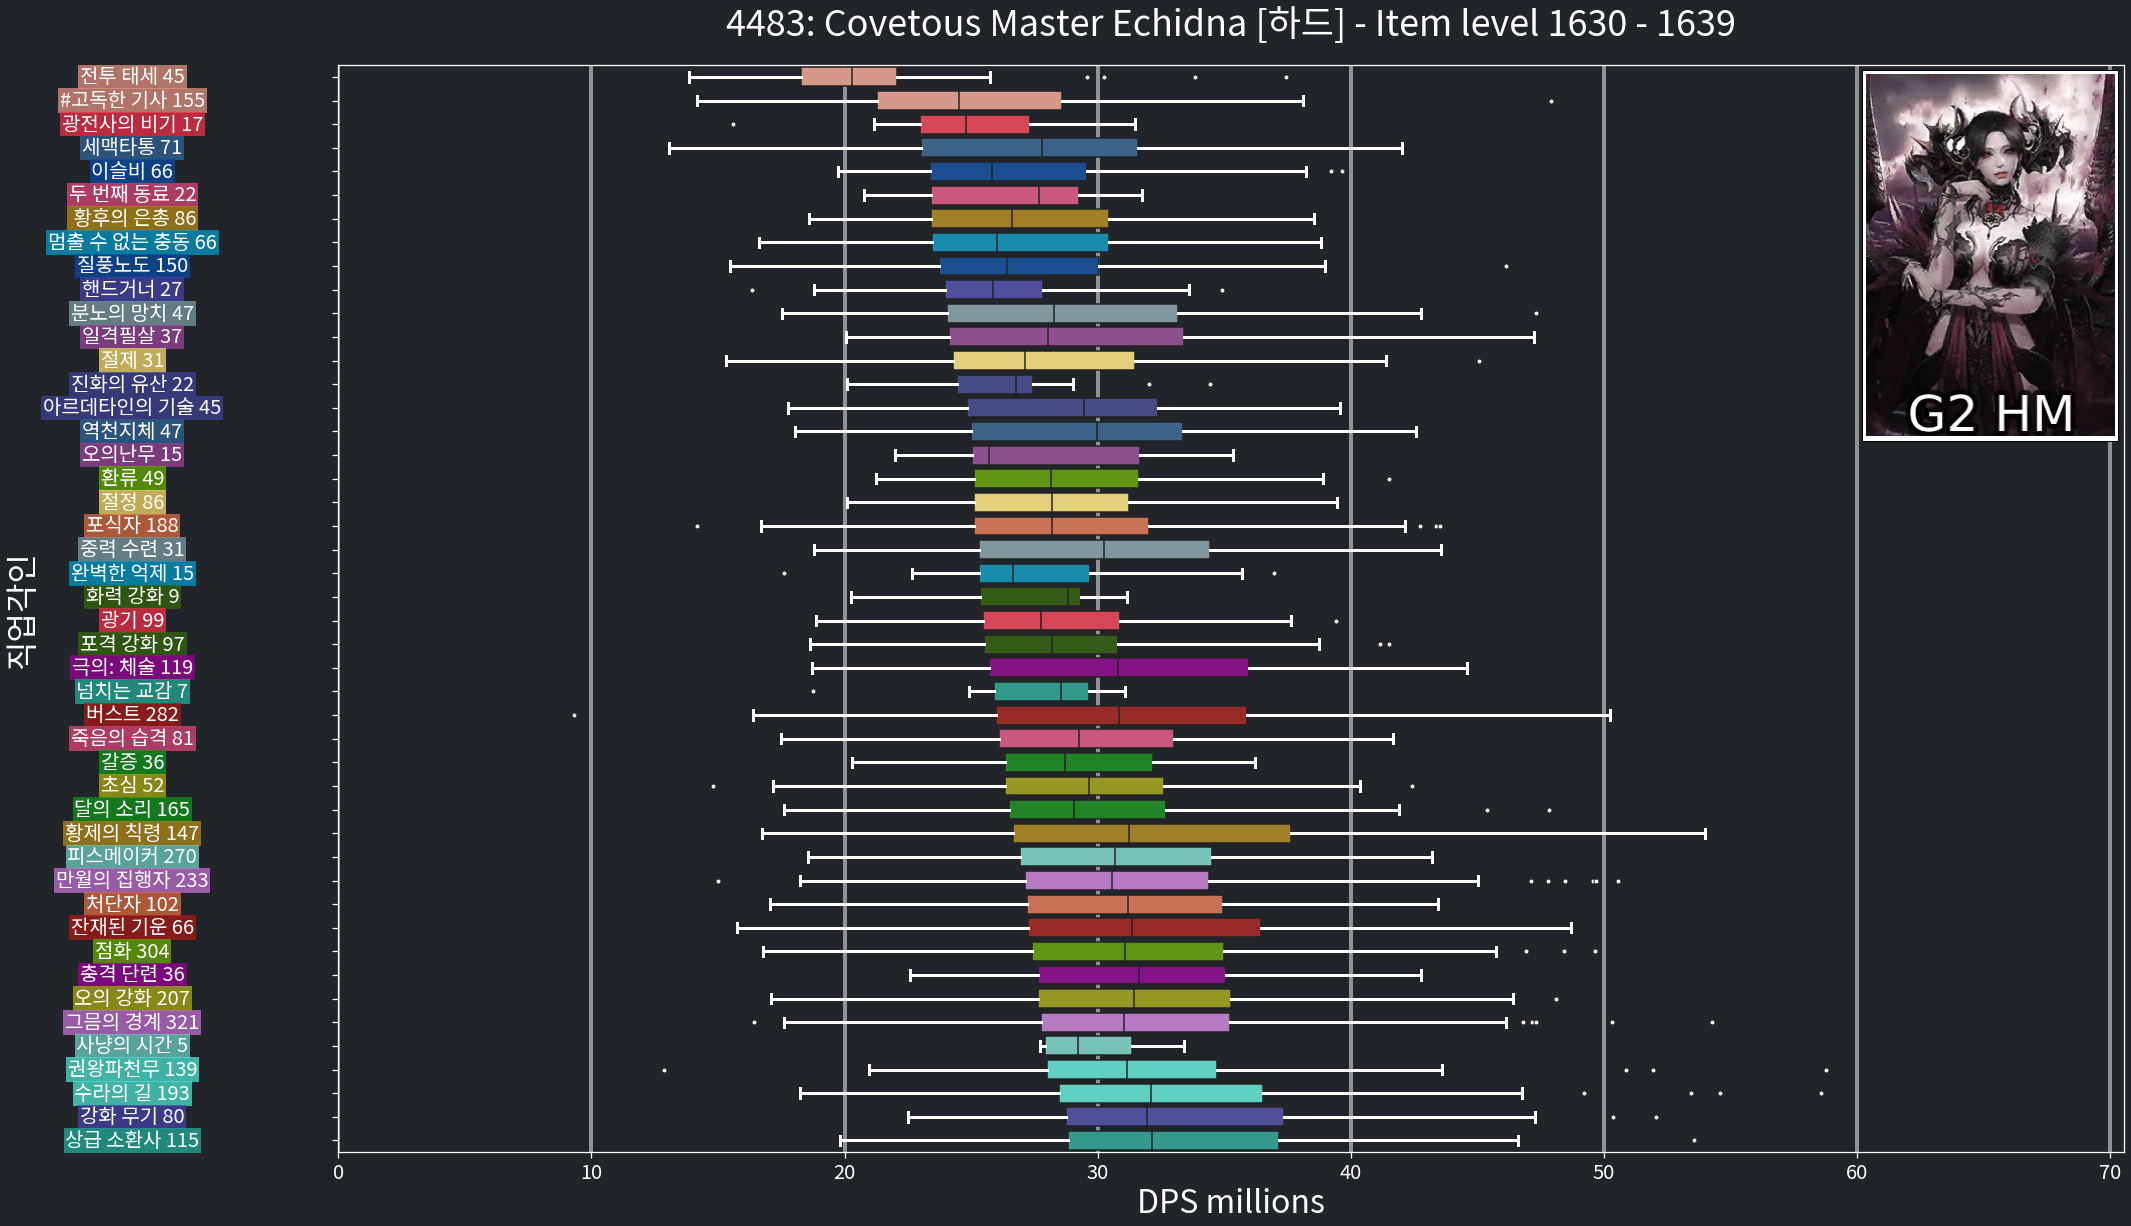 4483: Covetous Master Echidna [하드] - Item level 1630 - 1639
직업각인
전투 태세 45
#고독한 기사 155
광전사의 비기 17
세맥타통 71
이슬비 66
두 번째 동료 22
황후의 은총 86
멈출 수 없는 충동 66
질풍노도 150
핸드거너 27
분노의 망치 47
일격필살 37
절제 31
진화의 유산 22
아르데타인의 기술 45
역천지체 47
오의난무 15
환류 49
절정 86
포식자 188
중력 수련 31
완벽한 억제 15
화력 강화 9
광기 99
포격 강화 97
극의: 체술 119
넘치는 교감 7
버스트 282
죽음의 습격 81
갈증 36
초심 52
달의 소리 165
황제의 칙령 147
피스메이커 270
만월의 집행자 233
처단자 102
잔재된 기운 66
점화 304
충격 단련 36
오의 강화 207
그믐의 경계 321
사냥의 시간 5
권왕파천무 139
수라의 길 193
강화 무기 80
상급 소환사 115
G2 HM
0 10 20 30 40 50 60 70
DPS millions